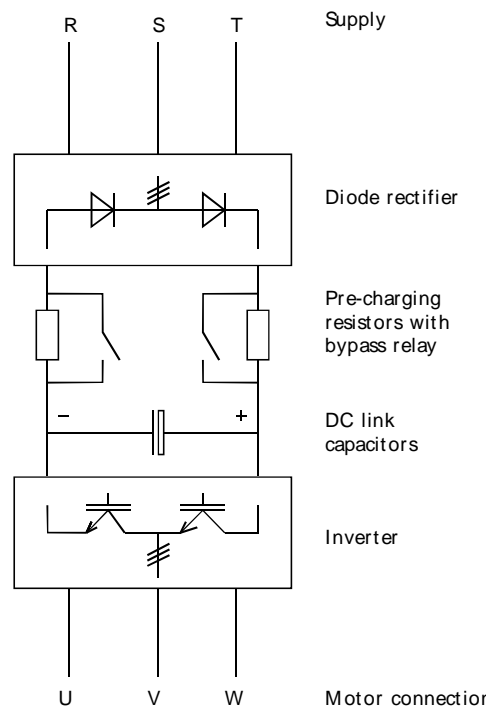 R S T
Supply
Diode rectifier
Pre-charging
resistors with
bypass relay
– +
DC link
capacitors
Inverter
U V W
Motor connection